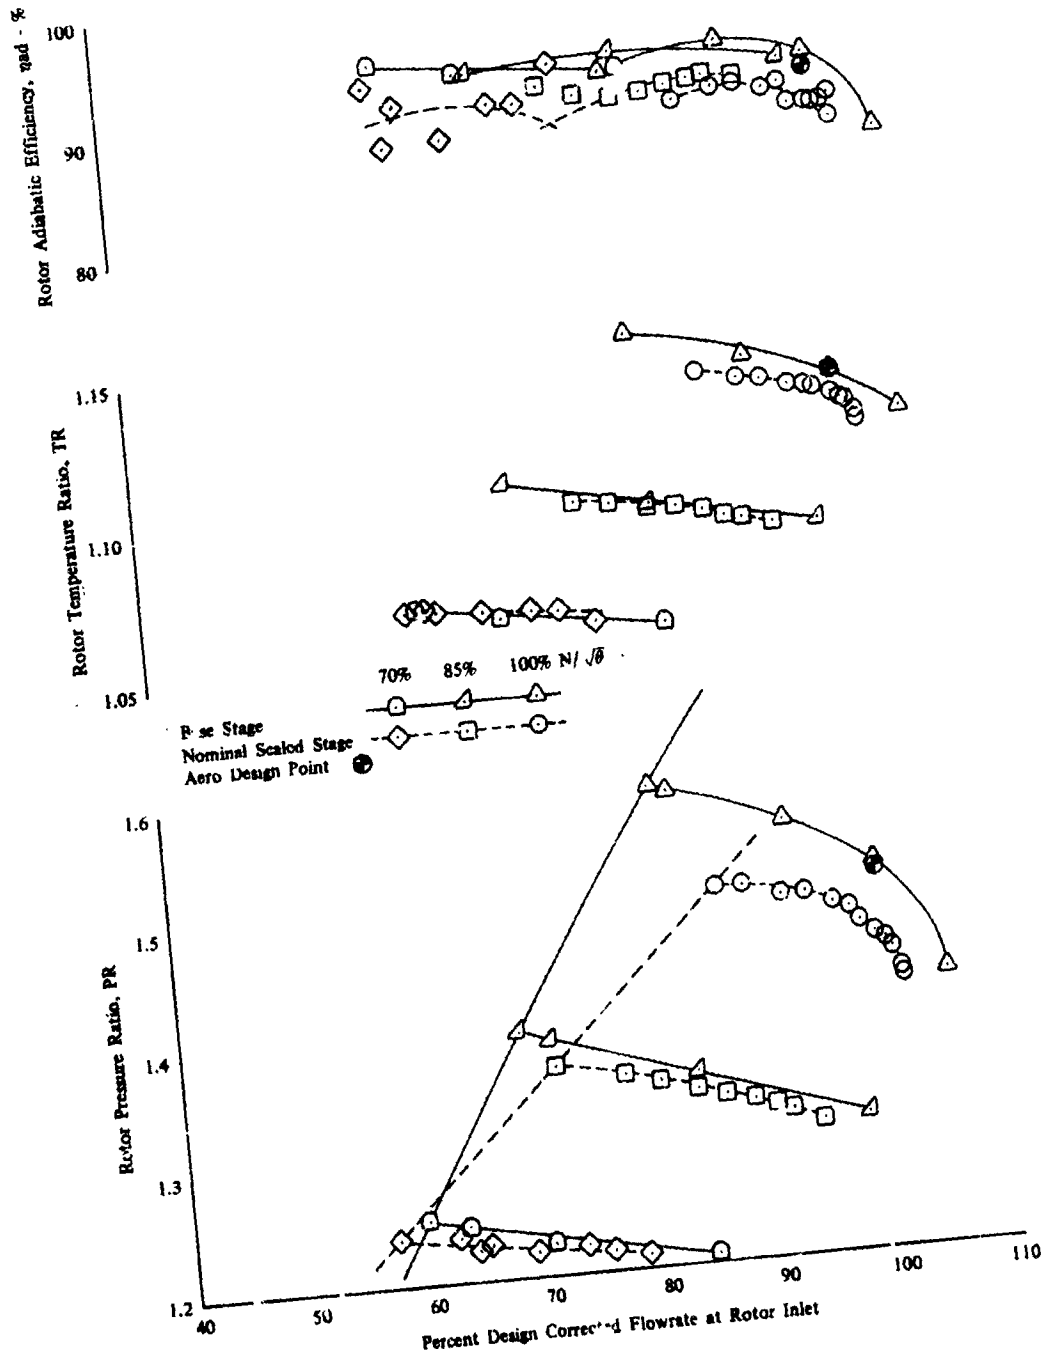 Rotor Adiabatic Efficiency, ηad - %
100
90
80
Rotor Temperature Ratio, TR
1.15
1.10
1.05
70% 85% 100% N/√θ
Stage
Nominal Scaled Stage
Aero Design Point
Rotor Pressure Ratio, PR
1.6
1.5
1.4
1.3
1.2
40 50 60 70 80 90 100 110
Percent Design Corrected Flowrate at Rotor Inlet